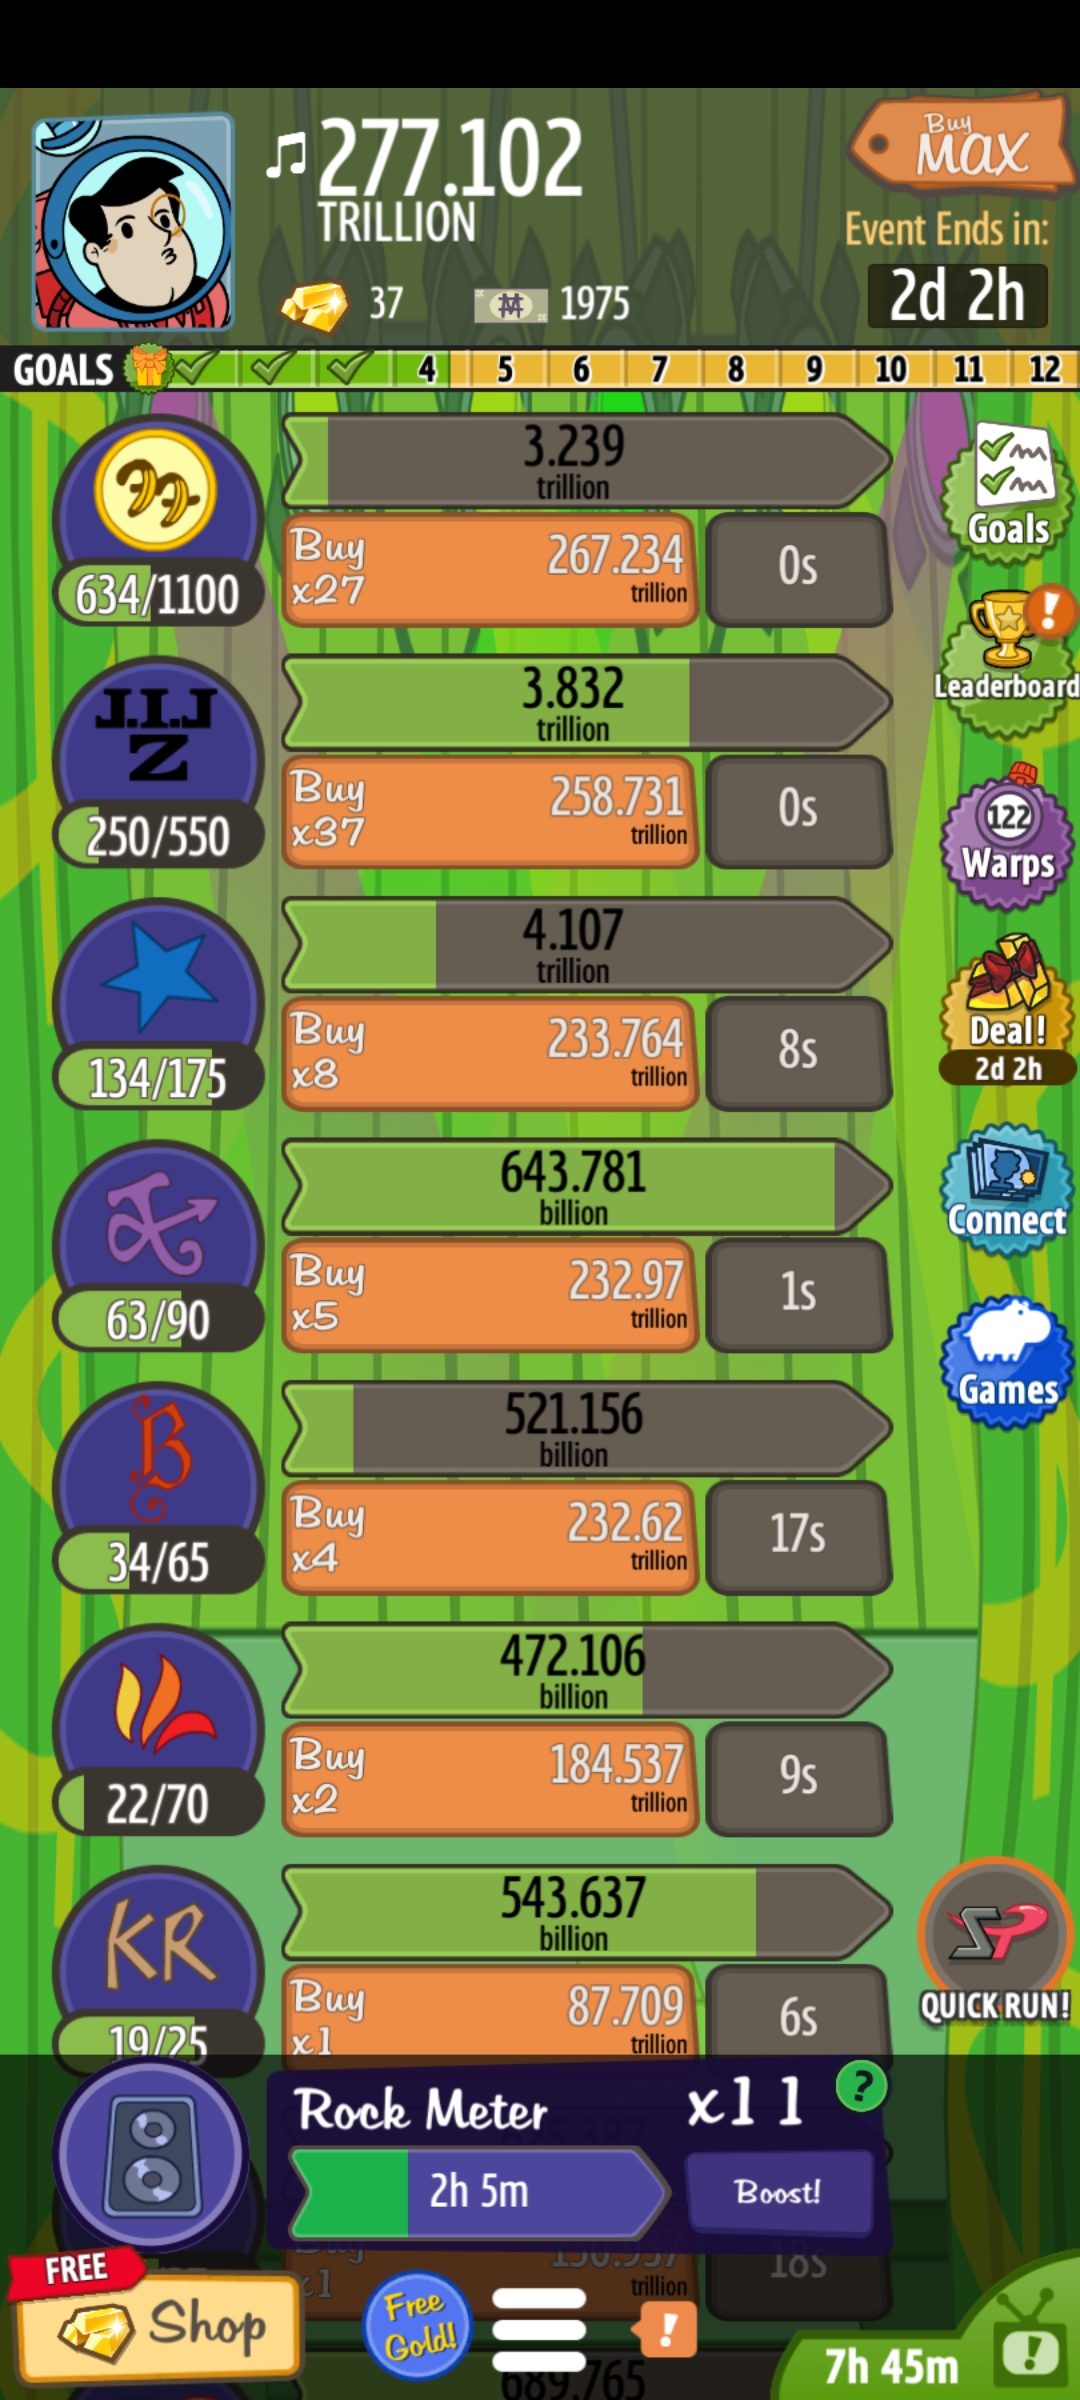 277.102
TRILLION
Buy
MAX
Event Ends in:
2d 2h
37
1975
GOALS 4 5 6 7 8 9 10 11 12
3.239
trillion
634/1100
Buy
x27
267.234
trillion
0s
Goals
Leaderboard
J.I.J
Z
3.832
trillion
250/550
Buy
x37
258.731
trillion
0s
122
Warps
4.107
trillion
134/175
Buy
x8
233.764
trillion
8s
Deal!
2d 2h
643.781
billion
63/90
Buy
x5
232.97
trillion
1s
Connect
B
521.156
billion
34/65
Buy
x4
232.62
trillion
17s
Games
472.106
billion
22/70
Buy
x2
184.537
trillion
9s
KR
543.637
billion
19/25
Buy
x1
87.709
trillion
6s
QUICK RUN!
Rock Meter
x11
?
2h 5m
Boost!
Buy
x1
trillion
18s
FREE
Shop
Free
Gold!
!
7h 45m
!
689.765